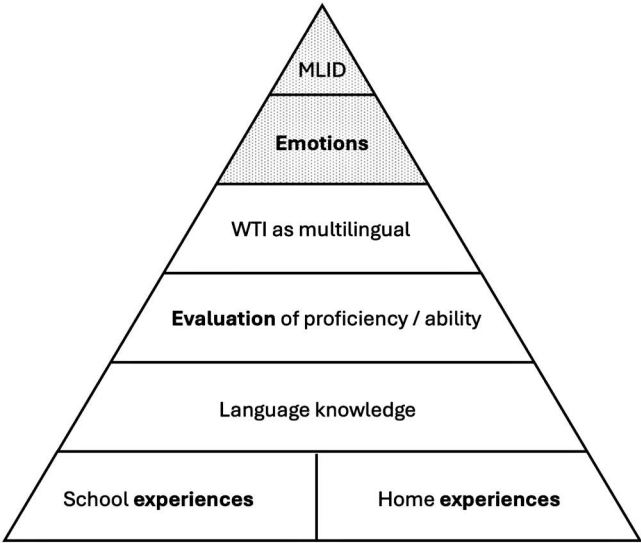 MLID
Emotions
WTI as multilingual
Evaluation of proficiency / ability
Language knowledge
School experiences
Home experiences